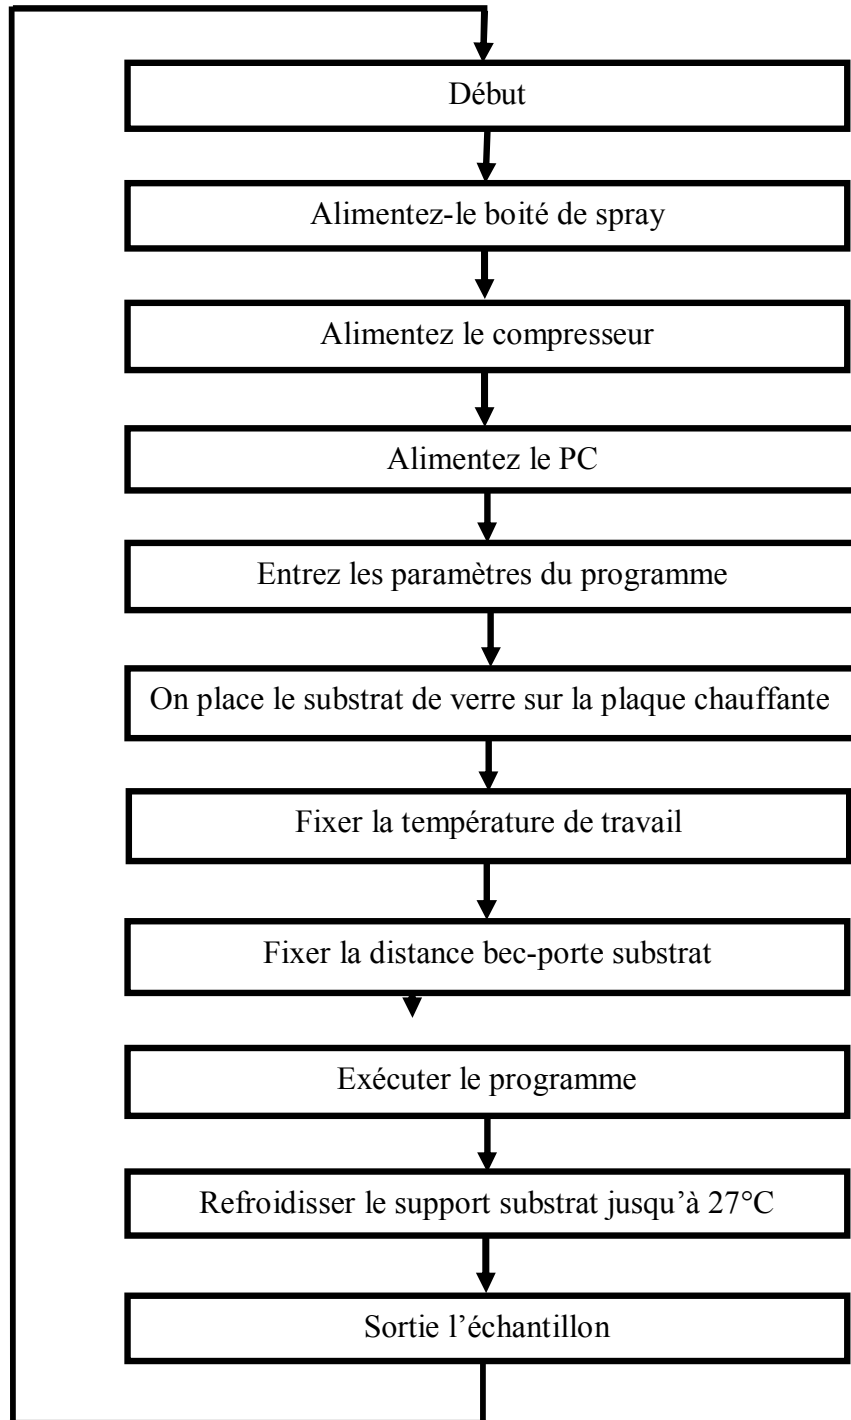 Début
Alimentez-le boité de spray
Alimentez le compresseur
Alimentez le PC
Entrez les paramètres du programme
On place le substrat de verre sur la plaque chauffante
Fixer la température de travail
Fixer la distance bec-porte substrat
Exécuter le programme
Refroidisser le support substrat jusqu’à 27°C
Sortie l’échantillon